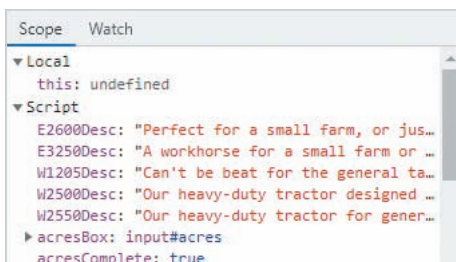 Scope Watch
▼Local
this: undefined
▼Script
E2600Desc: "Perfect for a small farm, or jus…
E3250Desc: "A workhorse for a small farm or …
W1205Desc: "Can't be beat for the general ta…
W2500Desc: "Our heavy-duty tractor designed …
W2550Desc: "Our heavy-duty tractor for gener…
▶acresBox: input#acres
acresComplete: true